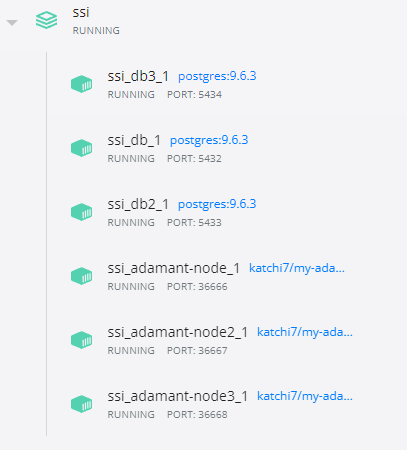 ssi
RUNNING
ssi_db3_1 postgres:9.6.3
RUNNING PORT: 5434
ssi_db_1 postgres:9.6.3
RUNNING PORT: 5432
ssi_db2_1 postgres:9.6.3
RUNNING PORT: 5433
ssi_adamant-node_1 katchi7/my-ada...
RUNNING PORT: 36666
ssi_adamant-node2_1 katchi7/my-ada...
RUNNING PORT: 36667
ssi_adamant-node3_1 katchi7/my-ada...
RUNNING PORT: 36668